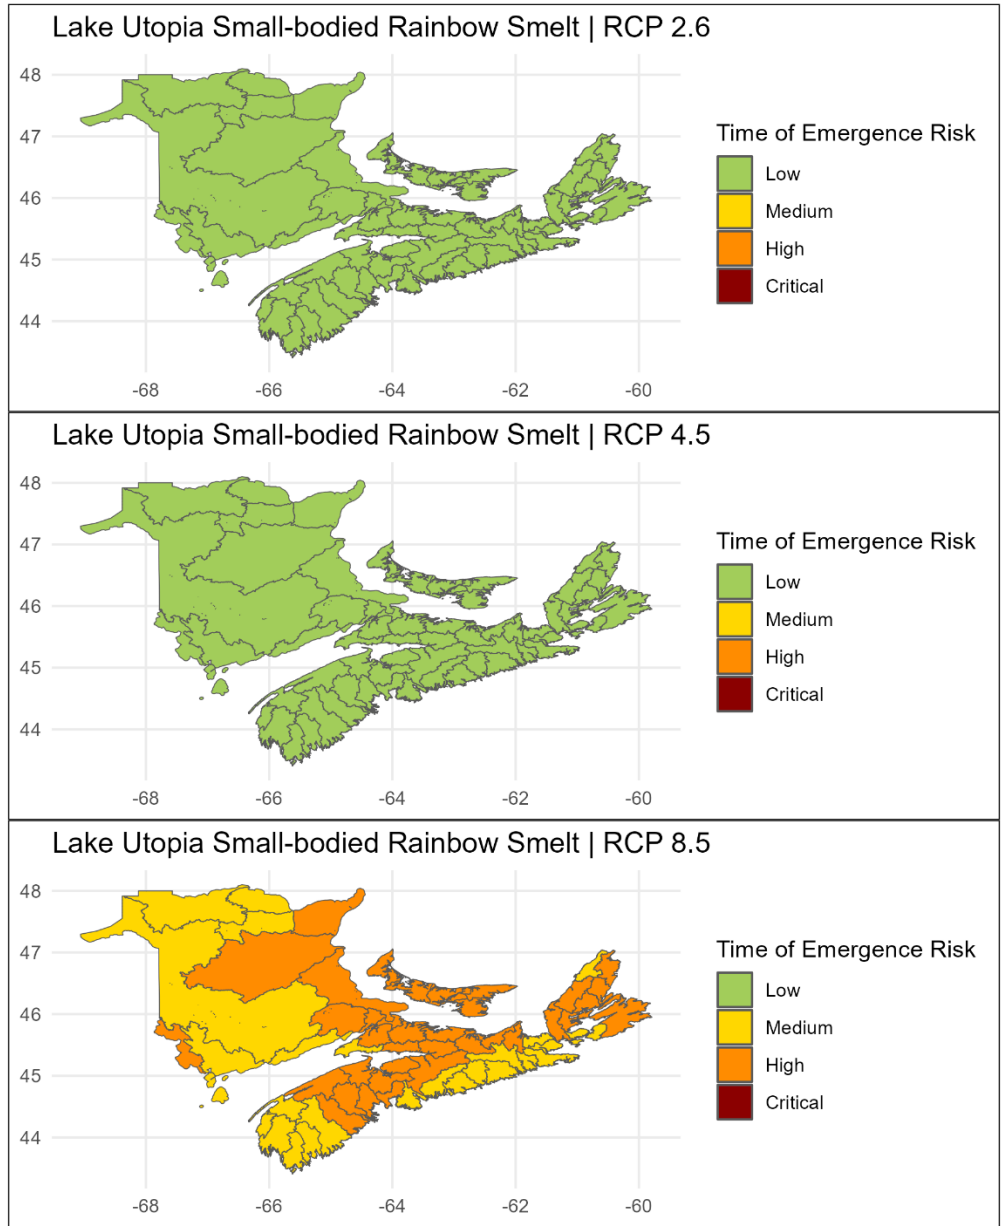 Lake Utopia Small-bodied Rainbow Smelt | RCP 2.6
48
47
46
45
44
-68
-66
-64
-62
-60
Time of Emergence Risk
Low
Medium
High
Critical
Lake Utopia Small-bodied Rainbow Smelt | RCP 4.5
48
47
46
45
44
-68
-66
-64
-62
-60
Time of Emergence Risk
Low
Medium
High
Critical
Lake Utopia Small-bodied Rainbow Smelt | RCP 8.5
48
47
46
45
44
-68
-66
-64
-62
-60
Time of Emergence Risk
Low
Medium
High
Critical